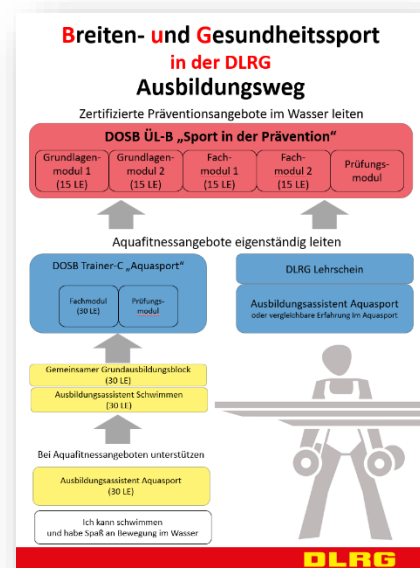 Breiten- und Gesundheitssport
in der DLRG
Ausbildungsweg
Zertifizierte Präventionsangebote im Wasser leiten
DOSB ÜL-B „Sport in der Prävention“
Grundlagen-
modul 1
(15 LE)
Grundlagen-
modul 2
(15 LE)
Fach-
modul 1
(15 LE)
Fach-
modul 2
(15 LE)
Prüfungs-
modul
Aquafitnessangebote eigenständig leiten
DOSB Trainer-C „Aquasport“
Fachmodul
(30 LE)
Prüfungs-
modul
DLRG Lehrschein
Ausbildungsassistent Aquasport
oder vergleichbare Erfahrung im Aquasport
Gemeinsamer Grundausbildungsblock
(30 LE)
Ausbildungsassistent Schwimmen
(30 LE)
Bei Aquafitnessangeboten unterstützen
Ausbildungsassistent Aquasport
(30 LE)
Ich kann schwimmen
und habe Spaß an Bewegung im Wasser
DLRG